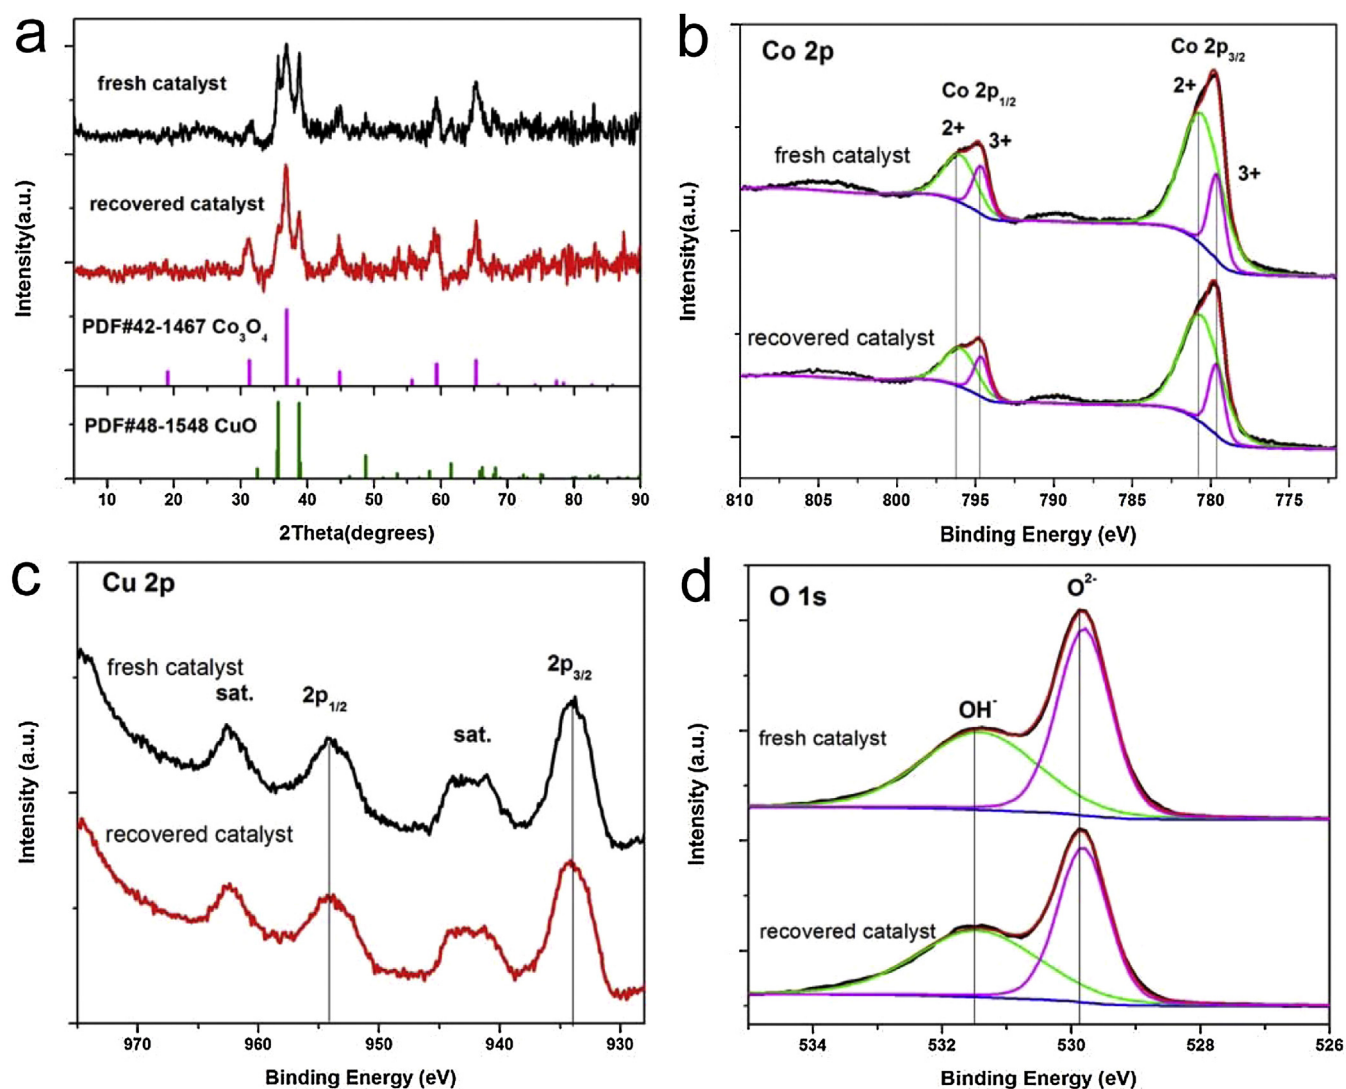 a
fresh catalyst
recovered catalyst
PDF#42-1467 Co₃O₄
PDF#48-1548 CuO
Intensity(a.u.)
10 20 30 40 50 60 70 80 90
2Theta(degrees)
b
Co 2p
Co 2p₁/₂
2+ 3+
Co 2p₃/₂
2+
3+
fresh catalyst
recovered catalyst
Intensity(a.u.)
810 805 800 795 790 785 780 775
Binding Energy (eV)
c
Cu 2p
fresh catalyst
sat.
2p₁/₂
sat.
2p₃/₂
recovered catalyst
Intensity (a.u.)
970 960 950 940 930
Binding Energy (eV)
d
O 1s
O²⁻
OH⁻
fresh catalyst
recovered catalyst
Intensity (a.u.)
534 532 530 528 526
Binding Energy (eV)